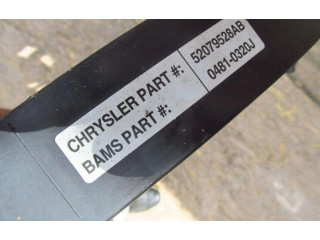 CHRYSLER PART #: 52079528AB
BAMS PART #: 0481-0320J